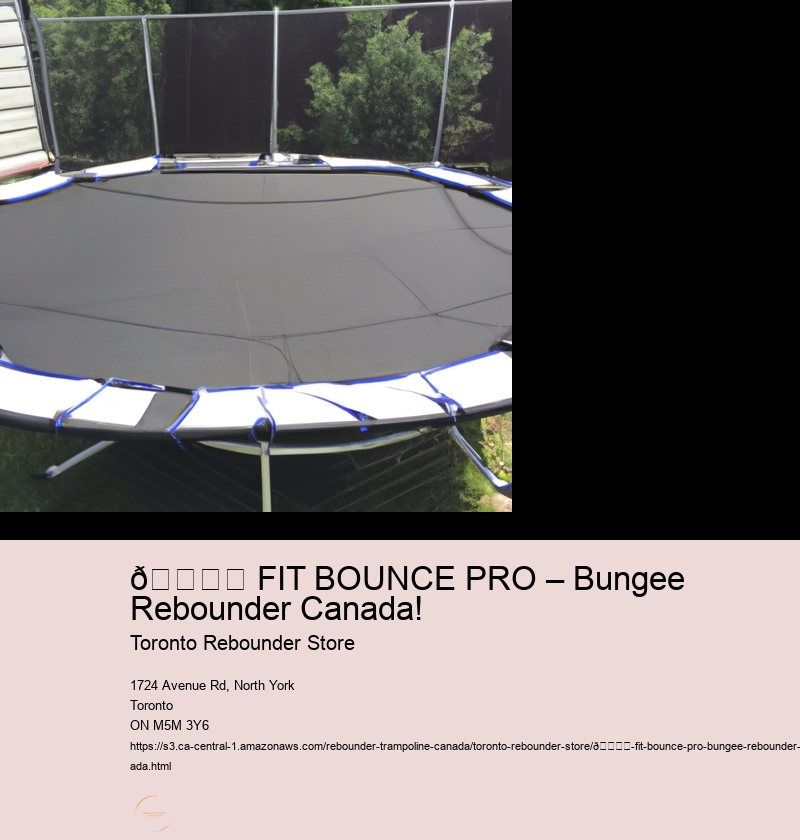 ð□□□□ FIT BOUNCE PRO – Bungee
Rebounder Canada!
Toronto Rebounder Store
1724 Avenue Rd, North York
Toronto
ON M5M 3Y6
https://s3.ca-central-1.amazonaws.com/rebounder-trampoline-canada/toronto-rebounder-store/ð□□□□-fit-bounce-pro-bungee-rebounder-
ada.html